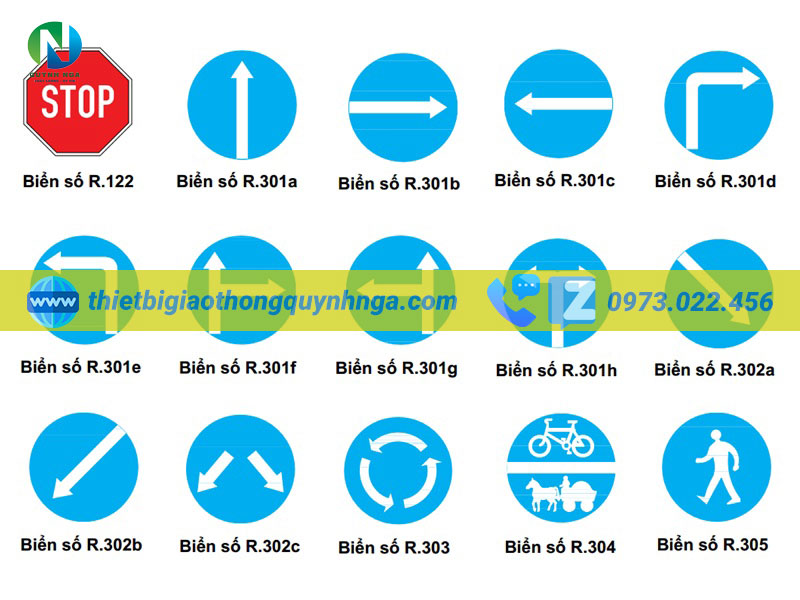 QUỲNH NGA
STOP
Biển số R.122
Biển số R.301a
Biển số R.301b
Biển số R.301c
Biển số R.301d
www
thietbigiaothongquynhnga.com
Z
0973.022.456
Biển số R.301e
Biển số R.301f
Biển số R.301g
Biển số R.301h
Biển số R.302a
Biển số R.302b
Biển số R.302c
Biển số R.303
Biển số R.304
Biển số R.305